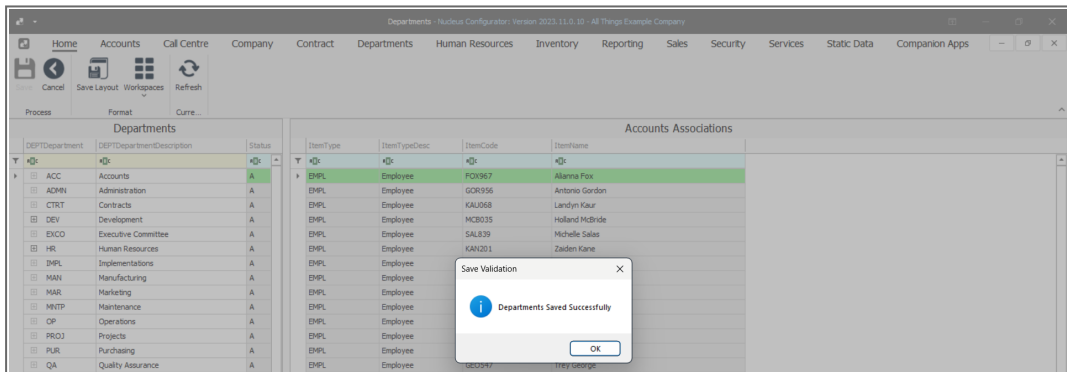 Departments - Nucleus Configurator: Version 2023.11.0.10 - All Things Example Company
Home Accounts Call Centre Company Contract Departments Human Resources Inventory Reporting Sales Security Services Static Data Companion Apps
Save Cancel Save Layout Workspaces Refresh
Process Format Curre...
Departments Accounts Associations
DEPTDepartment DEPTDepartmentDescription Status ItemType ItemTypeDesc ItemCode ItemName
ACC Accounts A EMPL Employee FOX967 Alianna Fox
ADMN Administration A EMPL Employee GOR956 Antonio Gordon
CTRT Contracts A EMPL Employee KAU068 Landyn Kaur
DEV Development A EMPL Employee MCB035 Holland McBride
EXCO Executive Committee A EMPL Employee SAL839 Michelle Salas
HR Human Resources A EMPL Employee KAN201 Zaiden Kane
IMPL Implementations A EMPL Employee
MAN Manufacturing A EMPL Employee
MAR Marketing A EMPL Employee
MNTP Maintenance A EMPL Employee
OP Operations A EMPL Employee
PROJ Projects A EMPL Employee
PUR Purchasing A EMPL Employee
QA Quality Assurance A EMPL Employee GEO547 Trey George
Save Validation
Departments Saved Successfully
OK